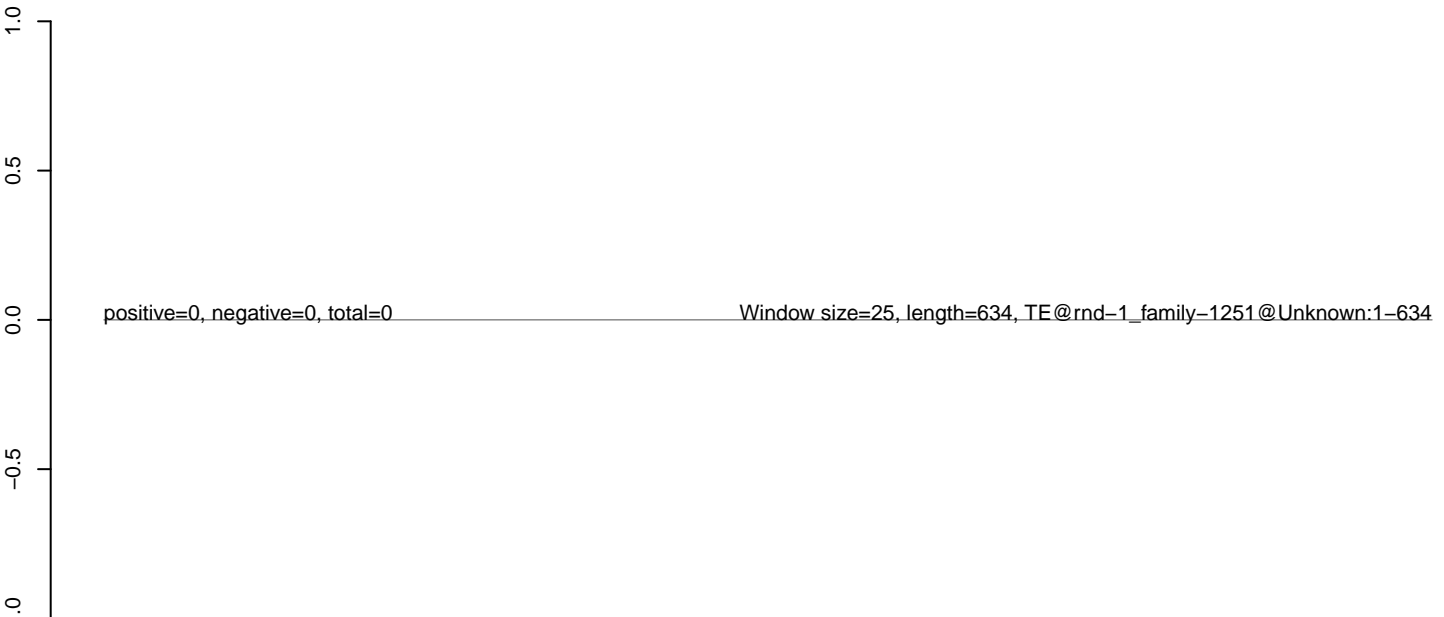 1.0
0.5
0.0
−0.5
.0
positive=0, negative=0, total=0
Window size=25, length=634, TE@rnd−1_family−1251@Unknown:1−634